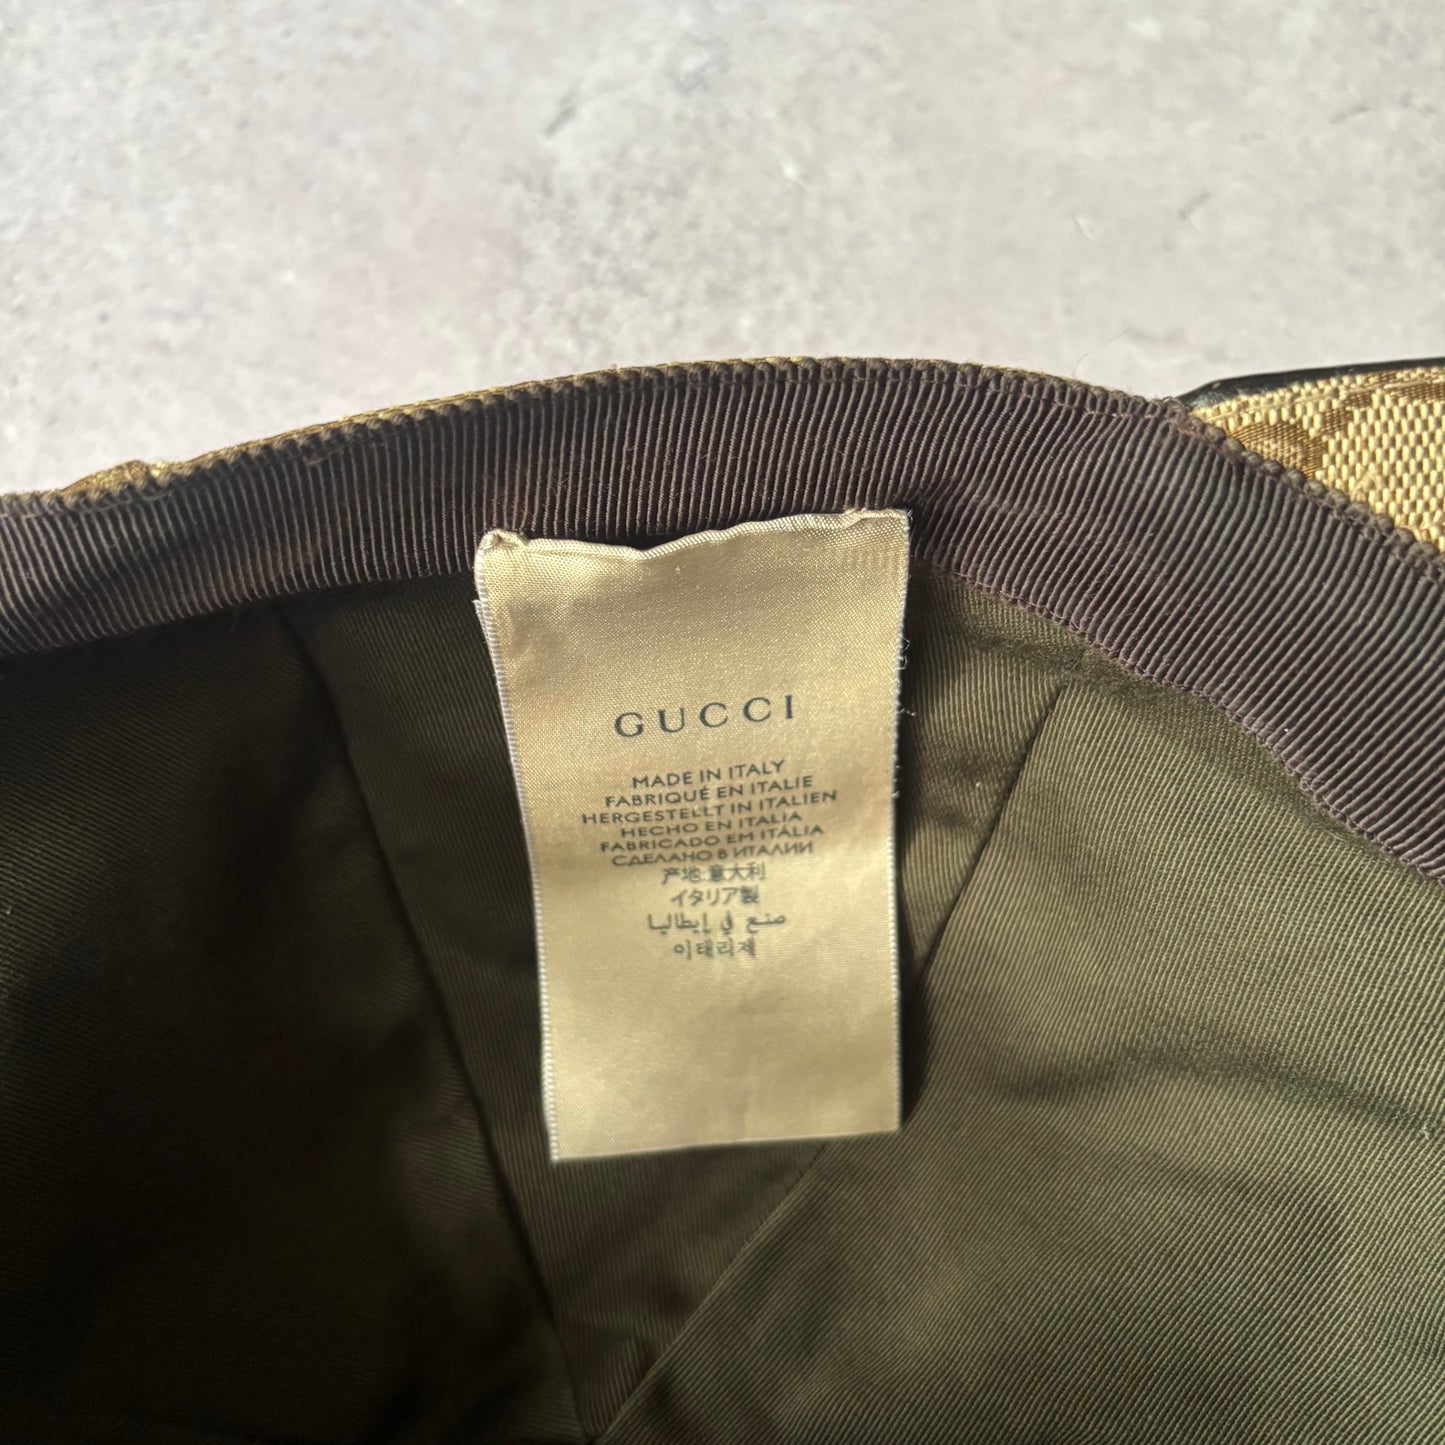 GUCCI
MADE IN ITALY
FABRIQUÉ EN ITALIE
HERGESTELLT IN ITALIEN
HECHO EN ITALIA
FABRICADO EM ITÁLIA
СДЕЛАНО В ИТАЛИИ
产地:意大利
イタリア製
صنع في إيطاليا
이태리제